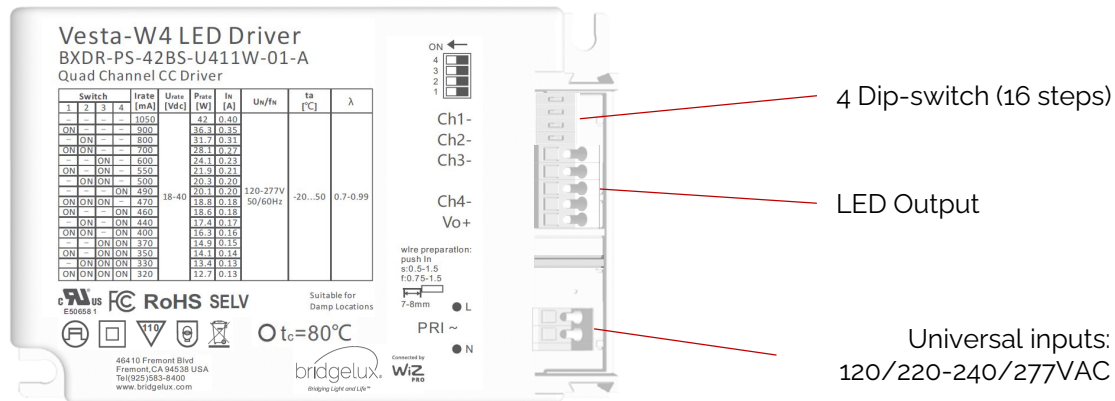 Vesta-W4 LED Driver
BXDR-PS-42BS-U411W-01-A
Quad Channel CC Driver
Switch Irate [mA] Urate [Vdc] Prate [W] IN [A] UN/fN ta [℃] λ
1 2 3 4
– – – – 1050 42 0.40
ON – – – 900 36.3 0.35
– ON – – 800 31.7 0.31
ON ON – – 700 28.1 0.27
– – ON – 600 24.1 0.23
ON – ON – 550 21.9 0.21
– ON ON – 500 20.3 0.20
– – – ON 490 20.1 0.20
ON ON ON – 470 18.8 0.18
ON – – ON 460 18.6 0.18
– ON – ON 440 17.4 0.17
ON ON – ON 400 16.3 0.16
– – ON ON 370 14.9 0.15
ON – ON ON 350 14.1 0.14
– ON ON ON 330 13.4 0.13
ON ON ON ON 320 12.7 0.13
18-40
120-277V
50/60Hz
-20...50
0.7-0.99
c RU US FC RoHS SELV
E506581
Suitable for
Damp Locations
110
tc=80℃
46410 Fremont Blvd
Fremont,CA 94538 USA
Tel(925)583-8400
www.bridgelux.com
bridgelux.
Bridging Light and Life™
Connected by
WiZ
PRO
ON
4
3
2
1
Ch1-
Ch2-
Ch3-
Ch4-
Vo+
wire preparation:
push in
s:0.5-1.5
f:0.75-1.5
7-8mm
L
PRI ~
N
4 Dip-switch (16 steps)
LED Output
Universal inputs:
120/220-240/277VAC